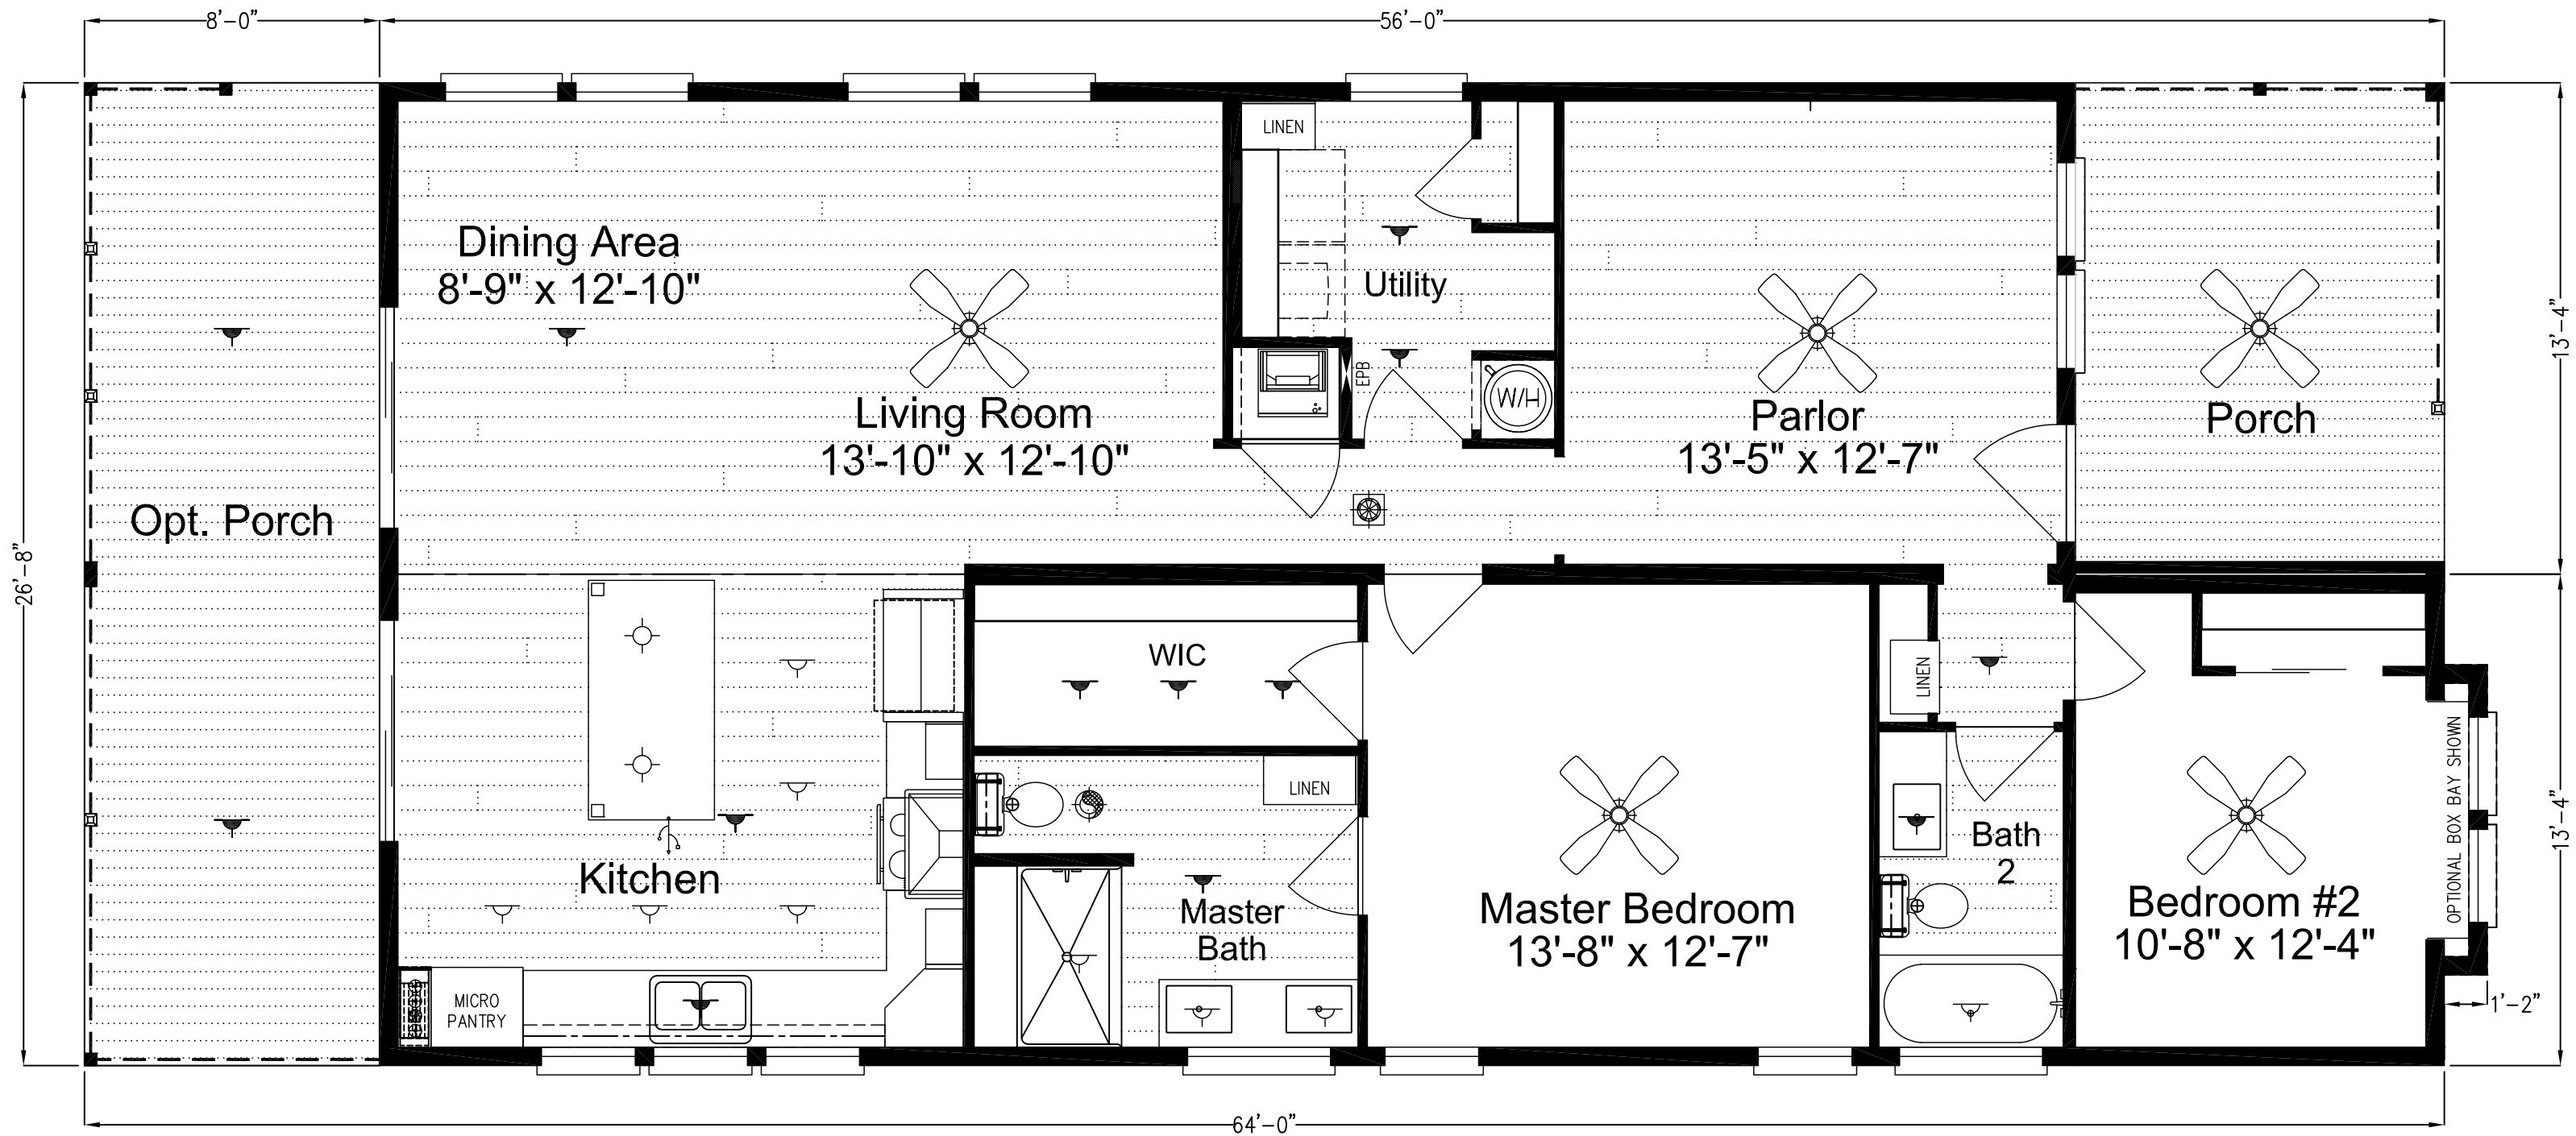 8'-0"
56'-0"
LINEN
Dining Area
8'-9" x 12'-10"
Utility
EPB
W/H
Living Room
13'-10" x 12'-10"
Parlor
13'-5" x 12'-7"
Porch
13'-4"
Opt. Porch
26'-8"
WIC
LINEN
LINEN
OPTIONAL BOX BAY SHOWN
Kitchen
Master
Bath
Master Bedroom
13'-8" x 12'-7"
Bath
2
Bedroom #2
10'-8" x 12'-4"
13'-4"
MICRO
PANTRY
1'-2"
64'-0"